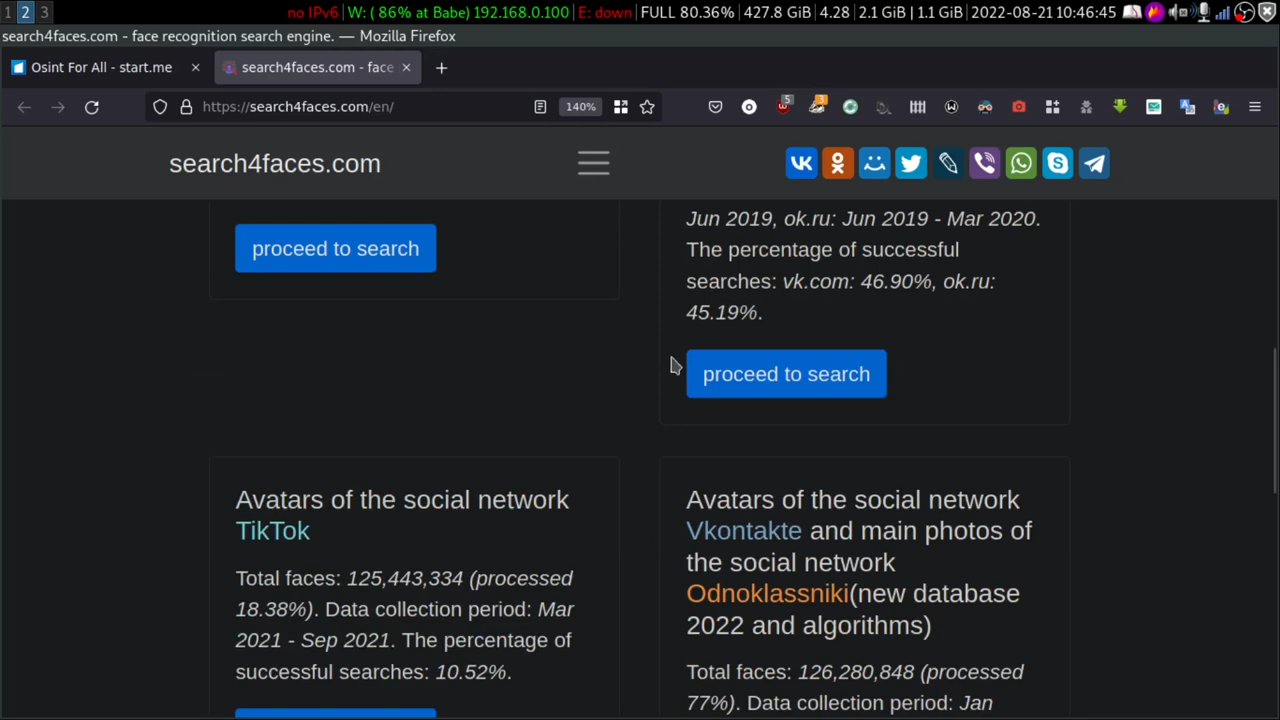 1 2 3 no IPv6| W: ( 86% at Babe) 192.168.0.100| E: down| FULL 80.36%| 427.8 GiB| 4.28| 2.1 GiB | 1.1 GiB| 2022-08-21 10:46:45
search4faces.com - face recognition search engine. — Mozilla Firefox
Osint For All - start.me × search4faces.com - face × +
https://search4faces.com/en/ 140% 5 3
search4faces.com
Jun 2019, ok.ru: Jun 2019 - Mar 2020.
The percentage of successful
searches: vk.com: 46.90%, ok.ru:
45.19%.
proceed to search
proceed to search
Avatars of the social network
TikTok
Total faces: 125,443,334 (processed
18.38%). Data collection period: Mar
2021 - Sep 2021. The percentage of
successful searches: 10.52%.
Avatars of the social network
Vkontakte and main photos of
the social network
Odnoklassniki(new database
2022 and algorithms)
Total faces: 126,280,848 (processed
77%). Data collection period: Jan